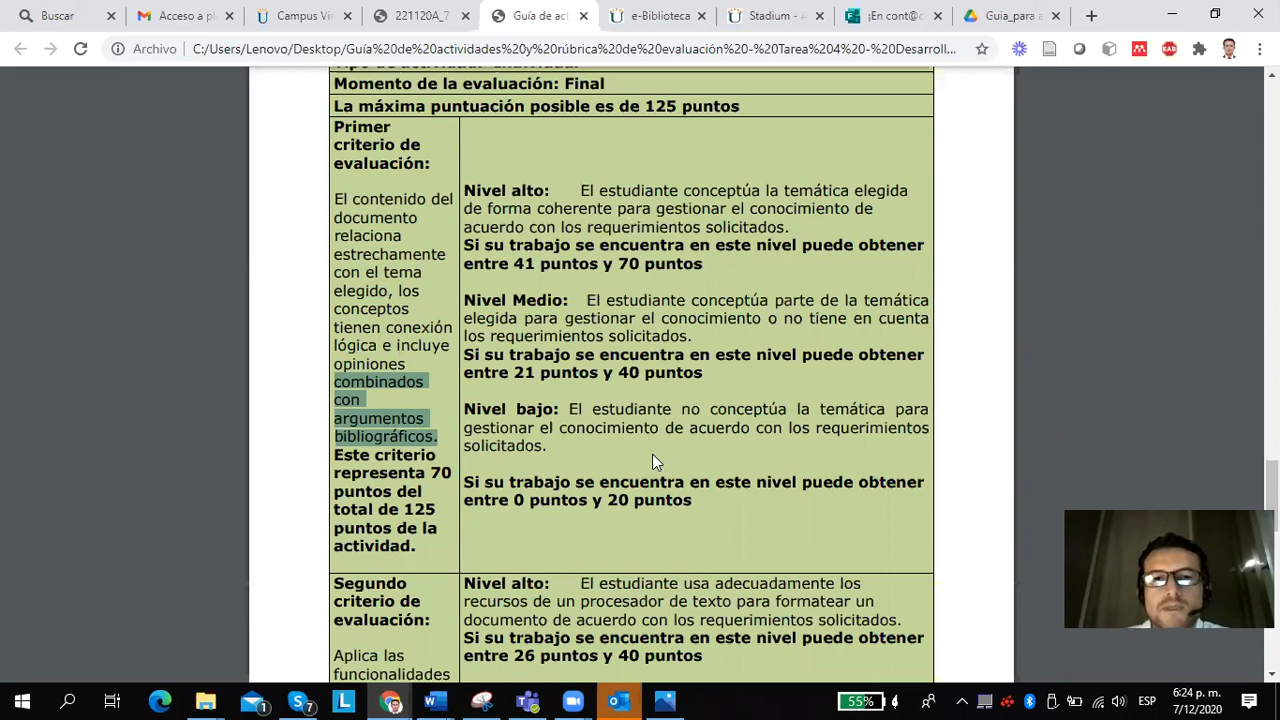 Buscar
Acceso a pl
Campus Vir
221120A_7
Guía de act
e-Biblioteca
Stadium - A
¡En cont@c
Guia_para a
Archivo
C:/Users/Lenovo/Desktop/Guía%20de%20actividades%20y%20rúbrica%20de%20evaluación%20-%20Tarea%204%20-%20Desarroll...
Momento de la evaluación: Final
La máxima puntuación posible es de 125 puntos
Primer
criterio de
evaluación:
El contenido del
documento
relaciona
estrechamente
con el tema
elegido, los
conceptos
tienen conexión
lógica e incluye
opiniones
combinados
con
argumentos
bibliográficos.
Este criterio
representa 70
puntos del
total de 125
puntos de la
actividad.
Nivel alto: El estudiante conceptúa la temática elegida
de forma coherente para gestionar el conocimiento de
acuerdo con los requerimientos solicitados.
Si su trabajo se encuentra en este nivel puede obtener
entre 41 puntos y 70 puntos
Nivel Medio: El estudiante conceptúa parte de la temática
elegida para gestionar el conocimiento o no tiene en cuenta
los requerimientos solicitados.
Si su trabajo se encuentra en este nivel puede obtener
entre 21 puntos y 40 puntos
Nivel bajo: El estudiante no conceptúa la temática para
gestionar el conocimiento de acuerdo con los requerimientos
solicitados.
Si su trabajo se encuentra en este nivel puede obtener
entre 0 puntos y 20 puntos
Segundo
criterio de
evaluación:
Aplica las
funcionalidades
Nivel alto: El estudiante usa adecuadamente los
recursos de un procesador de texto para formatear un
documento de acuerdo con los requerimientos solicitados.
Si su trabajo se encuentra en este nivel puede obtener
entre 26 puntos y 40 puntos
55%
ESP
6:24 p. m.
7/12/2020